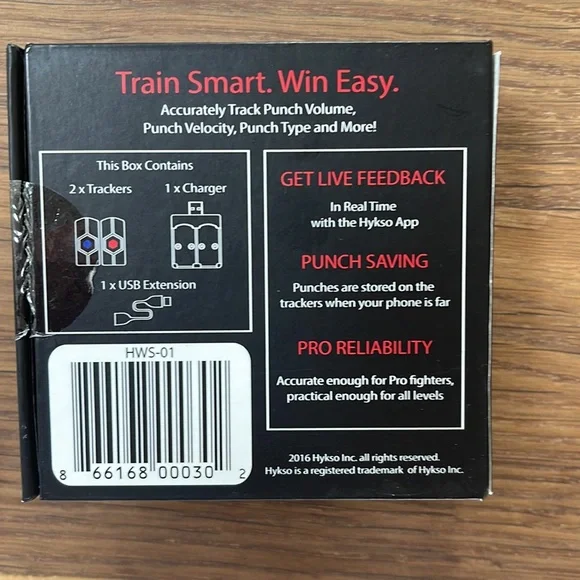 Train Smart. Win Easy.
Accurately Track Punch Volume,
Punch Velocity, Punch Type and More!
This Box Contains
2 x Trackers
1 x Charger
1 x USB Extension
GET LIVE FEEDBACK
In Real Time
with the Hykso App
PUNCH SAVING
Punches are stored on the
trackers when your phone is far
PRO RELIABILITY
Accurate enough for Pro fighters,
practical enough for all levels
HWS-01
8 66168 00030 2
2016 Hykso Inc. all rights reserved.
Hykso is a registered trademark of Hykso Inc.